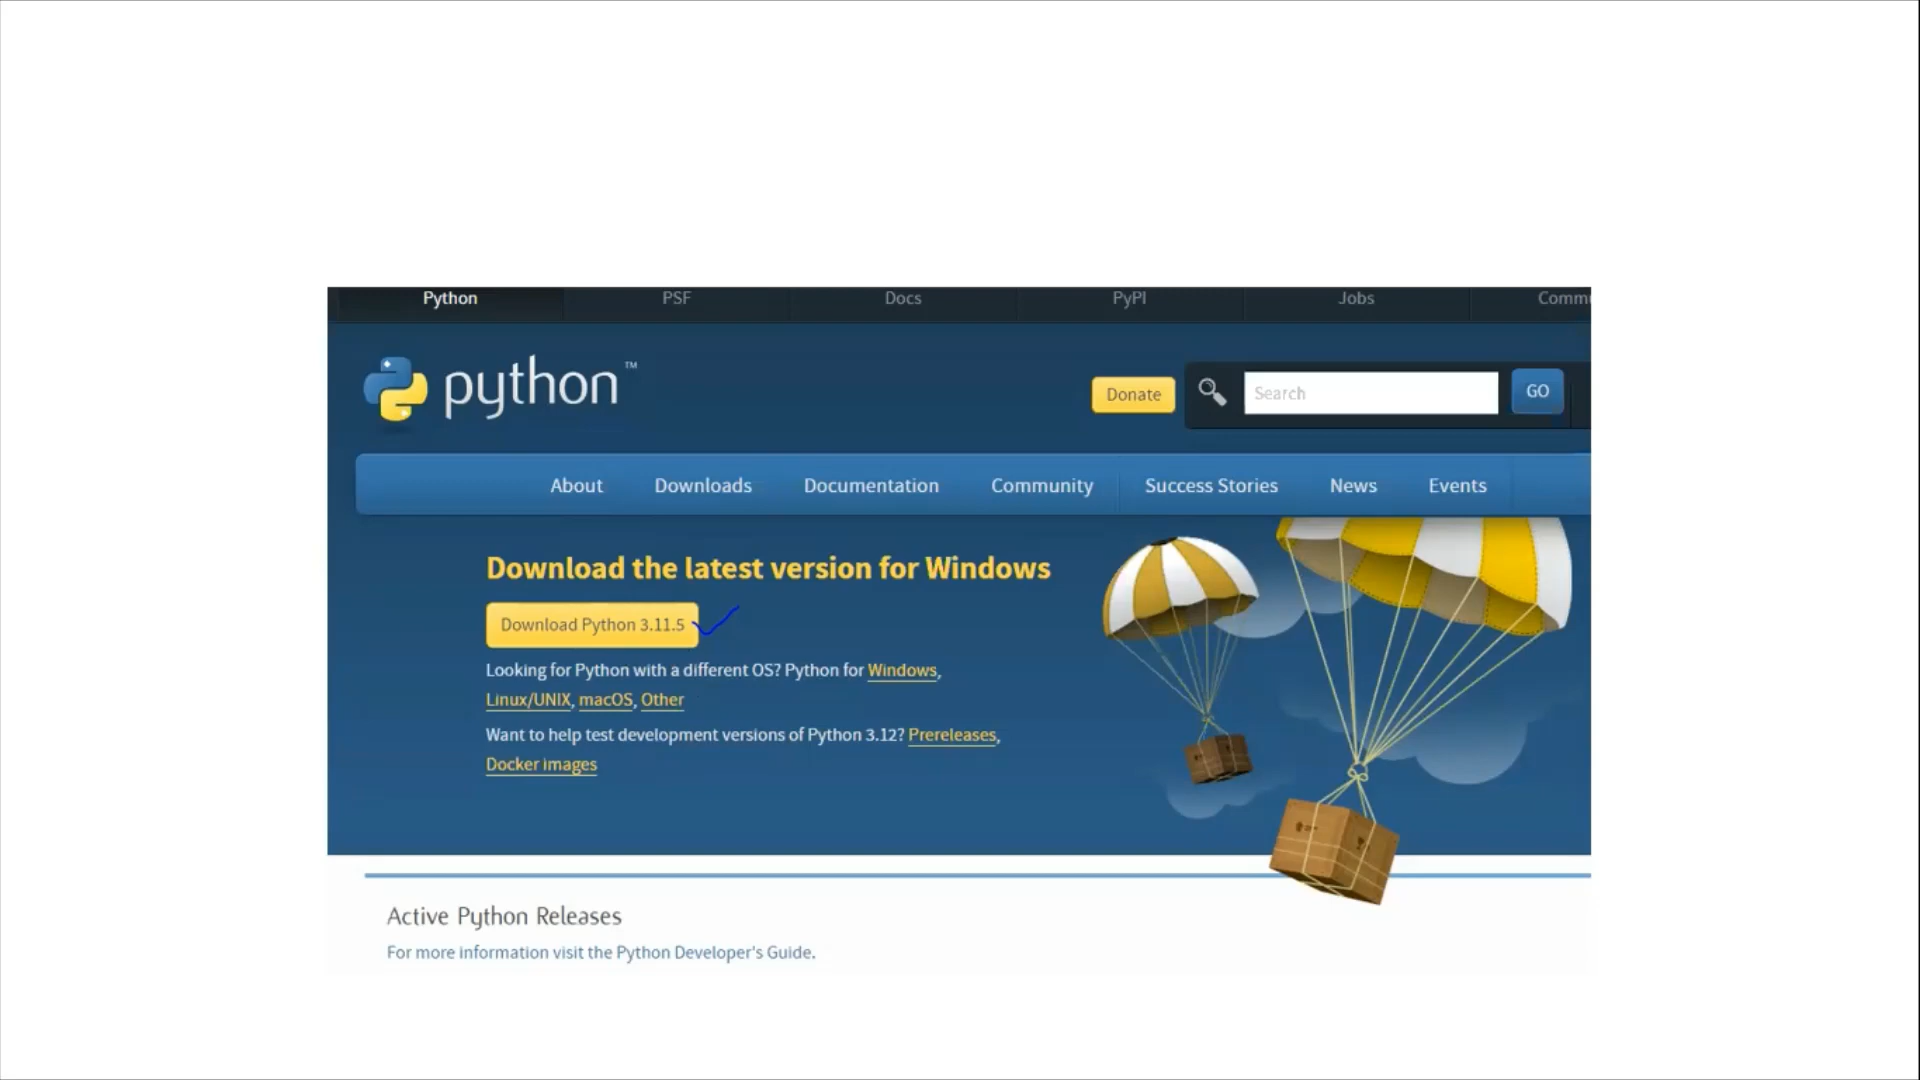 Python PSF Docs PyPI Jobs
python™
Donate Search GO
About Downloads Documentation Community Success Stories News Events
Download the latest version for Windows
Download Python 3.11.5
Looking for Python with a different OS? Python for Windows,
Linux/UNIX, macOS, Other
Want to help test development versions of Python 3.12? Prereleases,
Docker images
Active Python Releases
For more information visit the Python Developer's Guide.